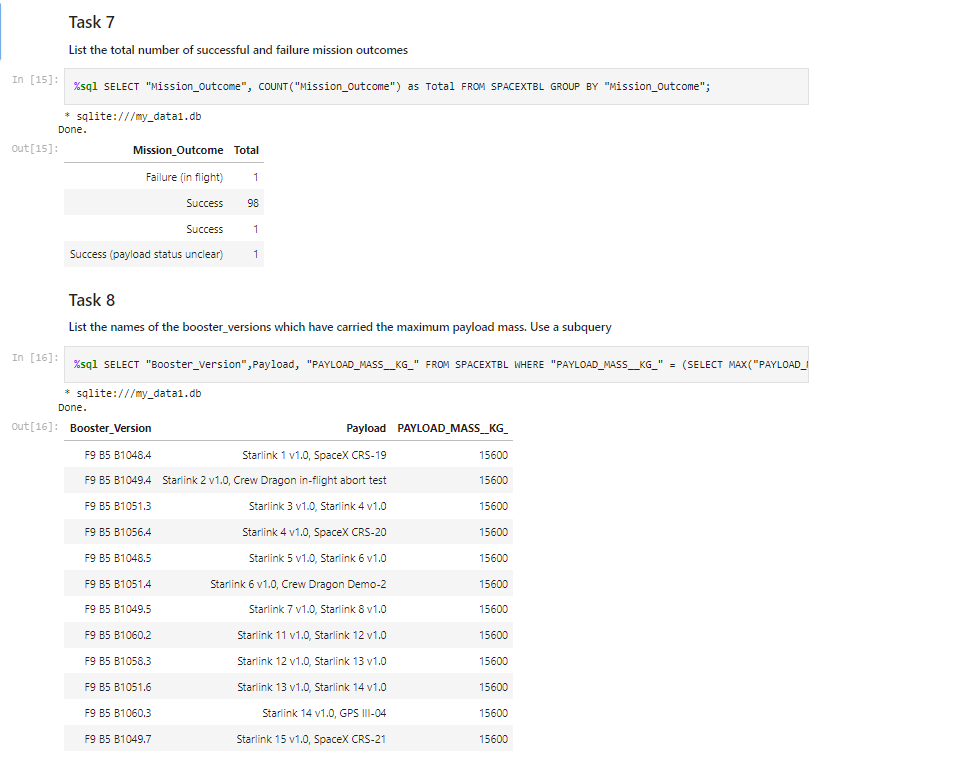 Task 7
List the total number of successful and failure mission outcomes
In [15]: %sql SELECT "Mission_Outcome", COUNT("Mission_Outcome") as Total FROM SPACEXTBL GROUP BY "Mission_Outcome";
* sqlite:///my_data1.db
Done.
Out[15]: Mission_Outcome Total
Failure (in flight) 1
Success 98
Success 1
Success (payload status unclear) 1
Task 8
List the names of the booster_versions which have carried the maximum payload mass. Use a subquery
In [16]: %sql SELECT "Booster_Version",Payload, "PAYLOAD_MASS__KG_" FROM SPACEXTBL WHERE "PAYLOAD_MASS__KG_" = (SELECT MAX("PAYLOAD_
* sqlite:///my_data1.db
Done.
Out[16]: Booster_Version Payload PAYLOAD_MASS__KG_
F9 B5 B1048.4 Starlink 1 v1.0, SpaceX CRS-19 15600
F9 B5 B1049.4 Starlink 2 v1.0, Crew Dragon in-flight abort test 15600
F9 B5 B1051.3 Starlink 3 v1.0, Starlink 4 v1.0 15600
F9 B5 B1056.4 Starlink 4 v1.0, SpaceX CRS-20 15600
F9 B5 B1048.5 Starlink 5 v1.0, Starlink 6 v1.0 15600
F9 B5 B1051.4 Starlink 6 v1.0, Crew Dragon Demo-2 15600
F9 B5 B1049.5 Starlink 7 v1.0, Starlink 8 v1.0 15600
F9 B5 B1060.2 Starlink 11 v1.0, Starlink 12 v1.0 15600
F9 B5 B1058.3 Starlink 12 v1.0, Starlink 13 v1.0 15600
F9 B5 B1051.6 Starlink 13 v1.0, Starlink 14 v1.0 15600
F9 B5 B1060.3 Starlink 14 v1.0, GPS III-04 15600
F9 B5 B1049.7 Starlink 15 v1.0, SpaceX CRS-21 15600